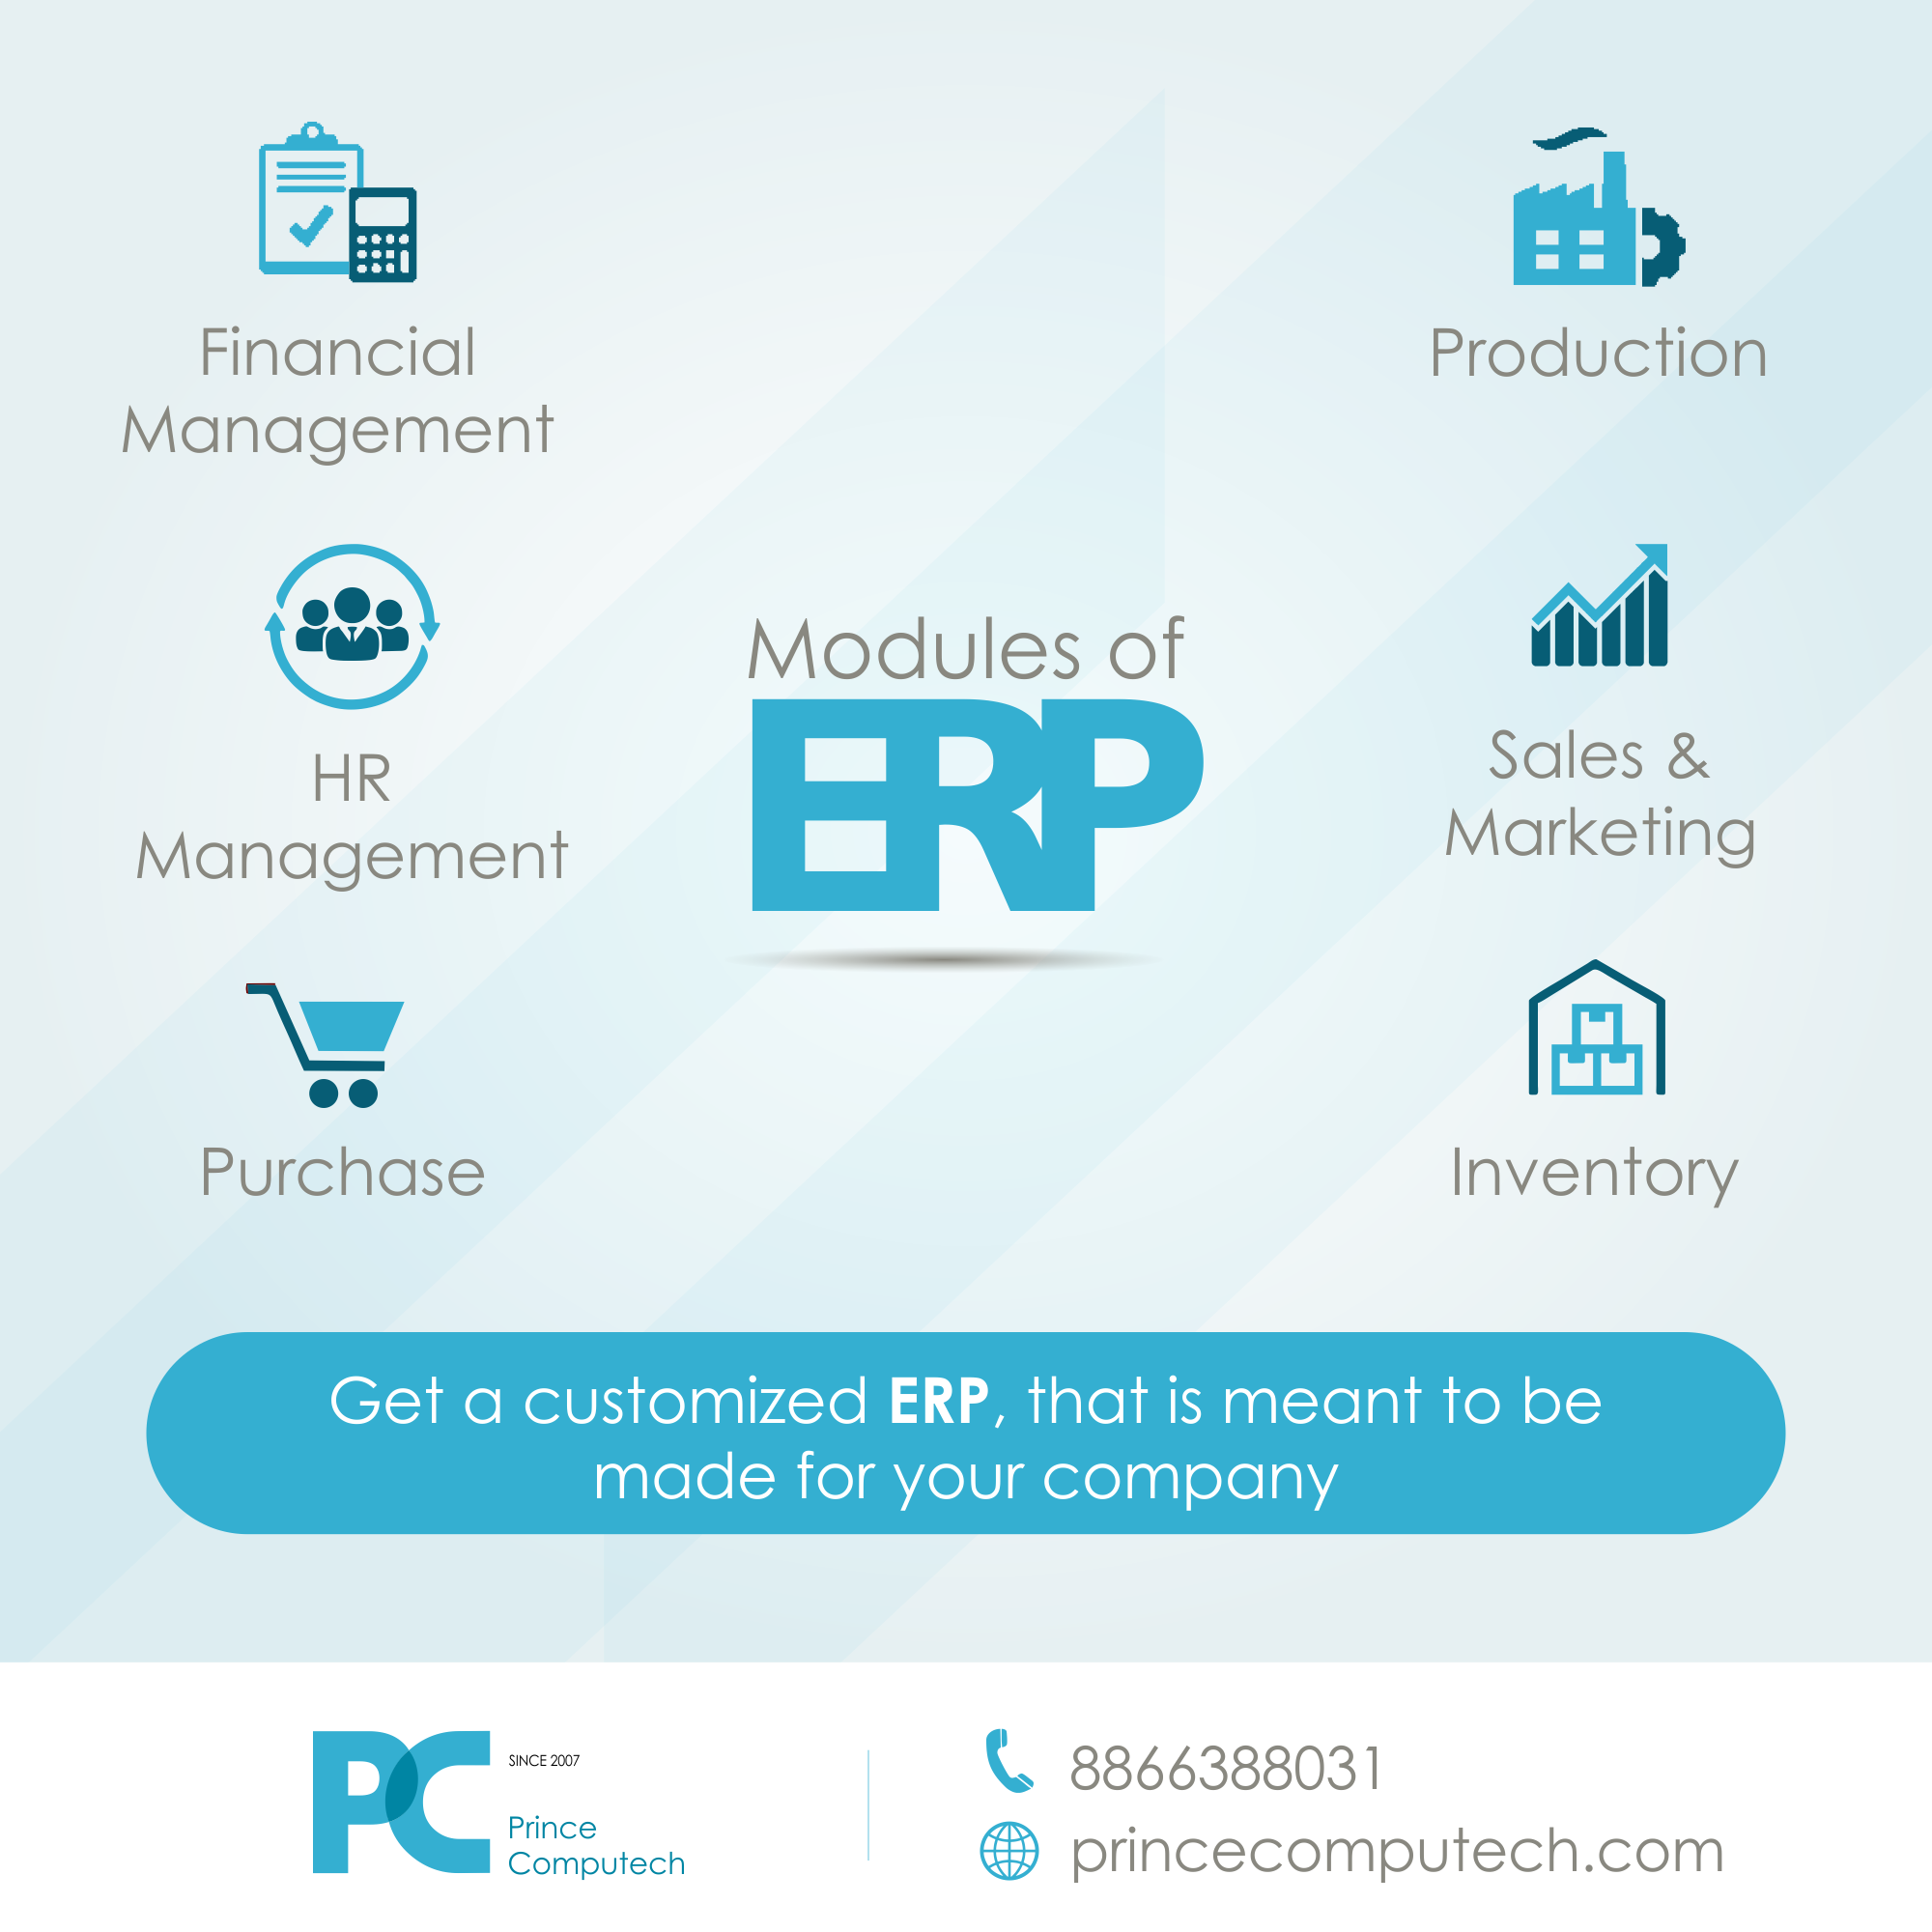 Financial
Management
HR
Management
Purchase
Modules of
ERP
Production
Sales &
Marketing
Inventory
Get a customized ERP, that is meant to be
made for your company
PC
SINCE 2007
Prince
Computech
8866388031
princecomputech.com